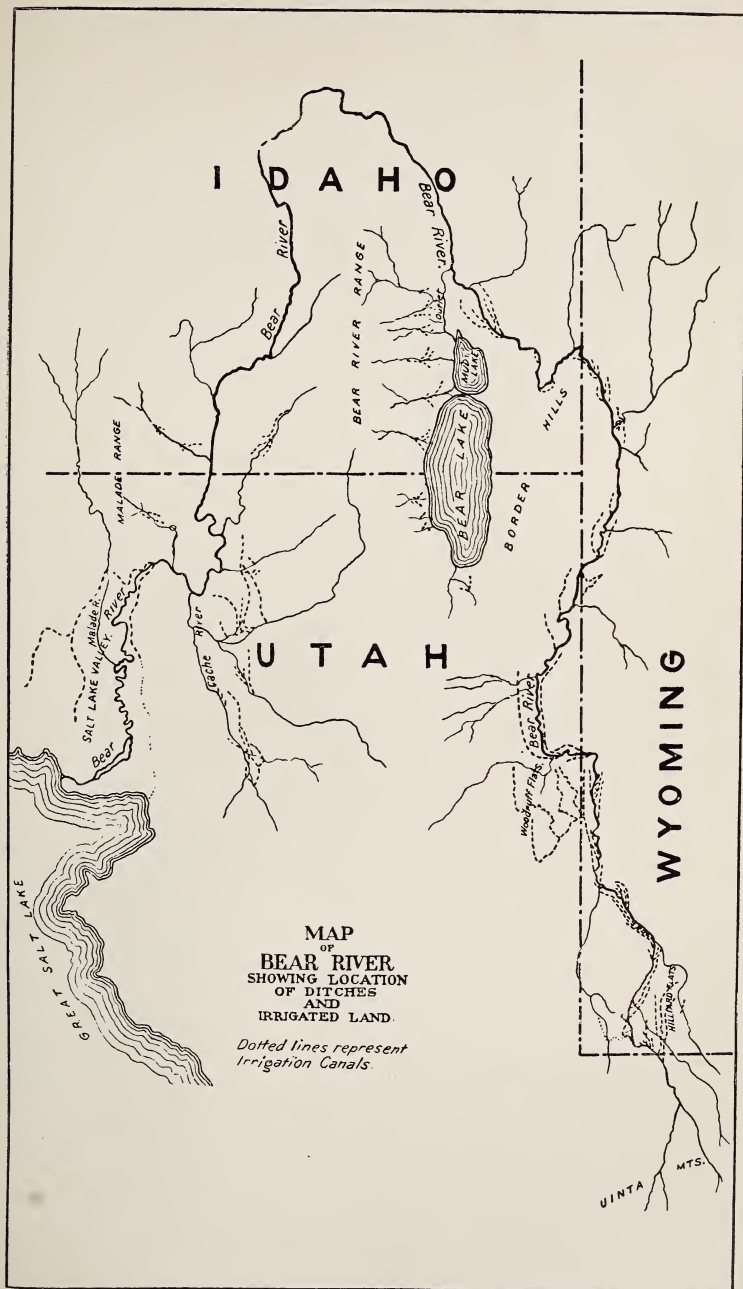 IDAHO
Bear River
Bear River
BEAR RIVER RANGE
Outlet
MUD LAKE
BEAR LAKE
HILLS
BORDER
MALADE RANGE
Malade R.
SALT LAKE VALLEY.
River
Bear
Cache River
UTAH
Bear River
Woodruff Flats.
WYOMING
GREAT SALT LAKE
HILLIARD FLATS
UINTA MTS.
MAP
OF
BEAR RIVER
SHOWING LOCATION
OF DITCHES
AND
IRRIGATED LAND.
Dotted lines represent
Irrigation Canals.